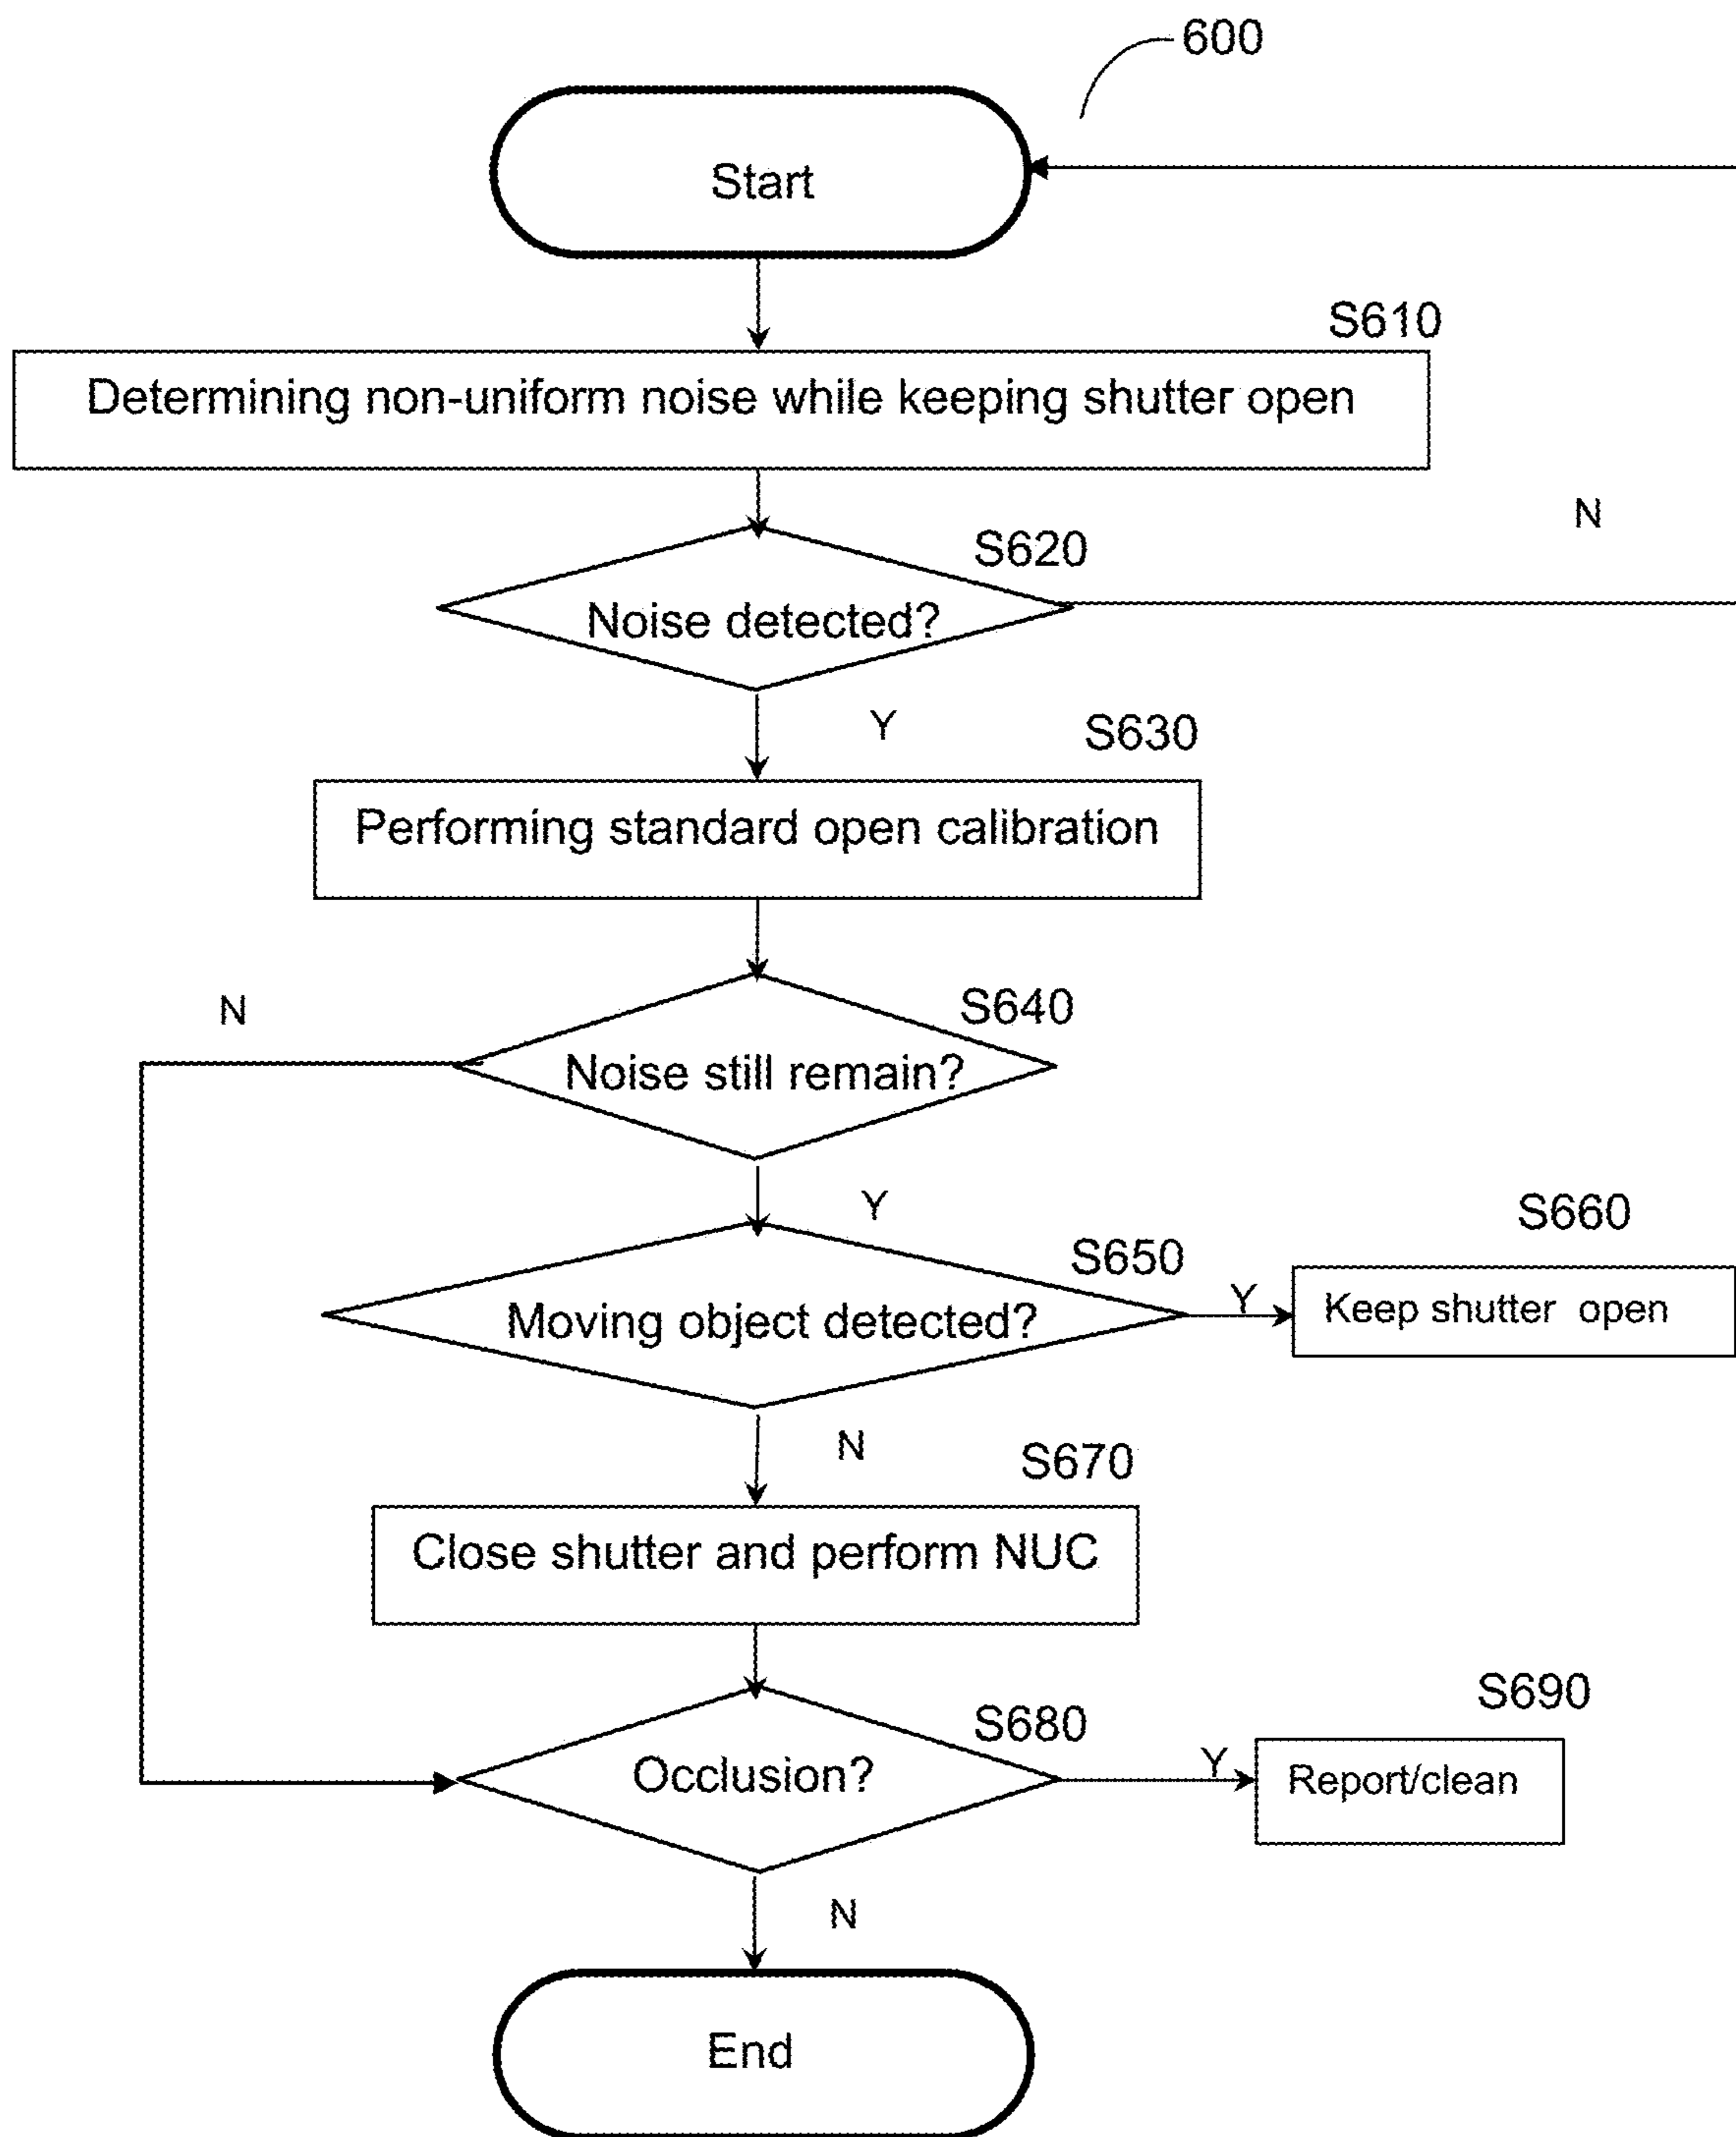 600
Start
S610
Determining non-uniform noise while keeping shutter open
N
S620
Noise detected?
Y
S630
Performing standard open calibration
N
S640
Noise still remain?
Y
S660
S650
Y
Keep shutter open
Moving object detected?
N
S670
Close shutter and perform NUC
S690
S680
Y
Occlusion?
Report/clean
N
End